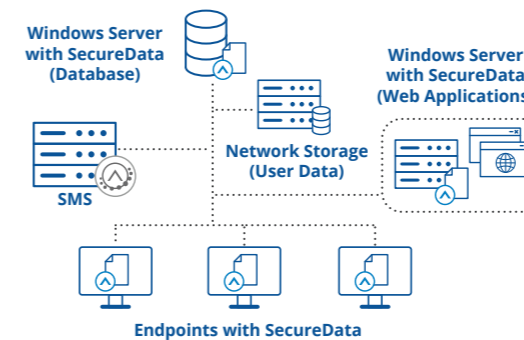 Windows Server
with SecureData
(Database)
Windows Server
with SecureData
(Web Applications
Network Storage
(User Data)
SMS
Endpoints with SecureData